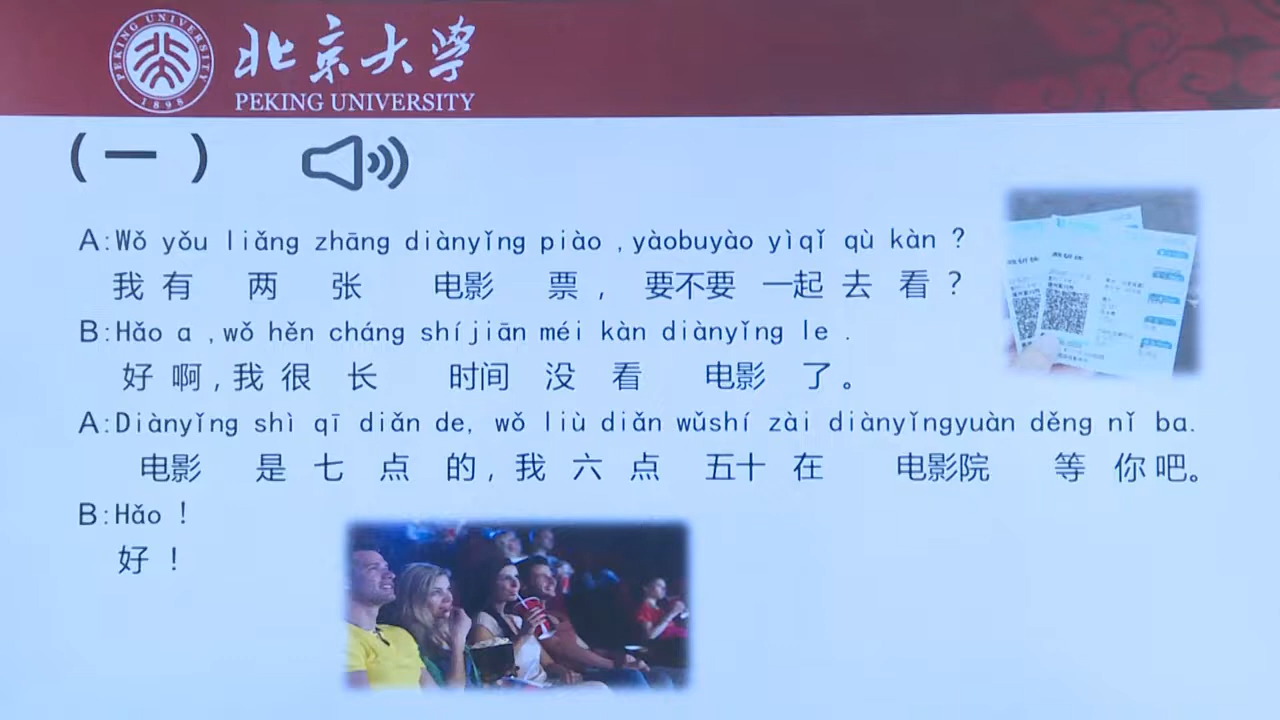 PEKING UNIVERSITY
1898
北京大学
PEKING UNIVERSITY
(一)
A:Wǒ yǒu liǎng zhāng diànyǐng piào ,yàobuyào yìqǐ qù kàn ?
我 有 两 张 电影 票 , 要不要 一起 去 看 ?
B:Hǎo a ,wǒ hěn cháng shíjiān méi kàn diànyǐng le .
好 啊 , 我 很 长 时间 没 看 电影 了 。
A:Diànyǐng shì qī diǎn de, wǒ liù diǎn wǔshí zài diànyǐngyuàn děng nǐ ba.
电影 是 七 点 的 , 我 六 点 五十 在 电影院 等 你 吧。
B:Hǎo !
好 !